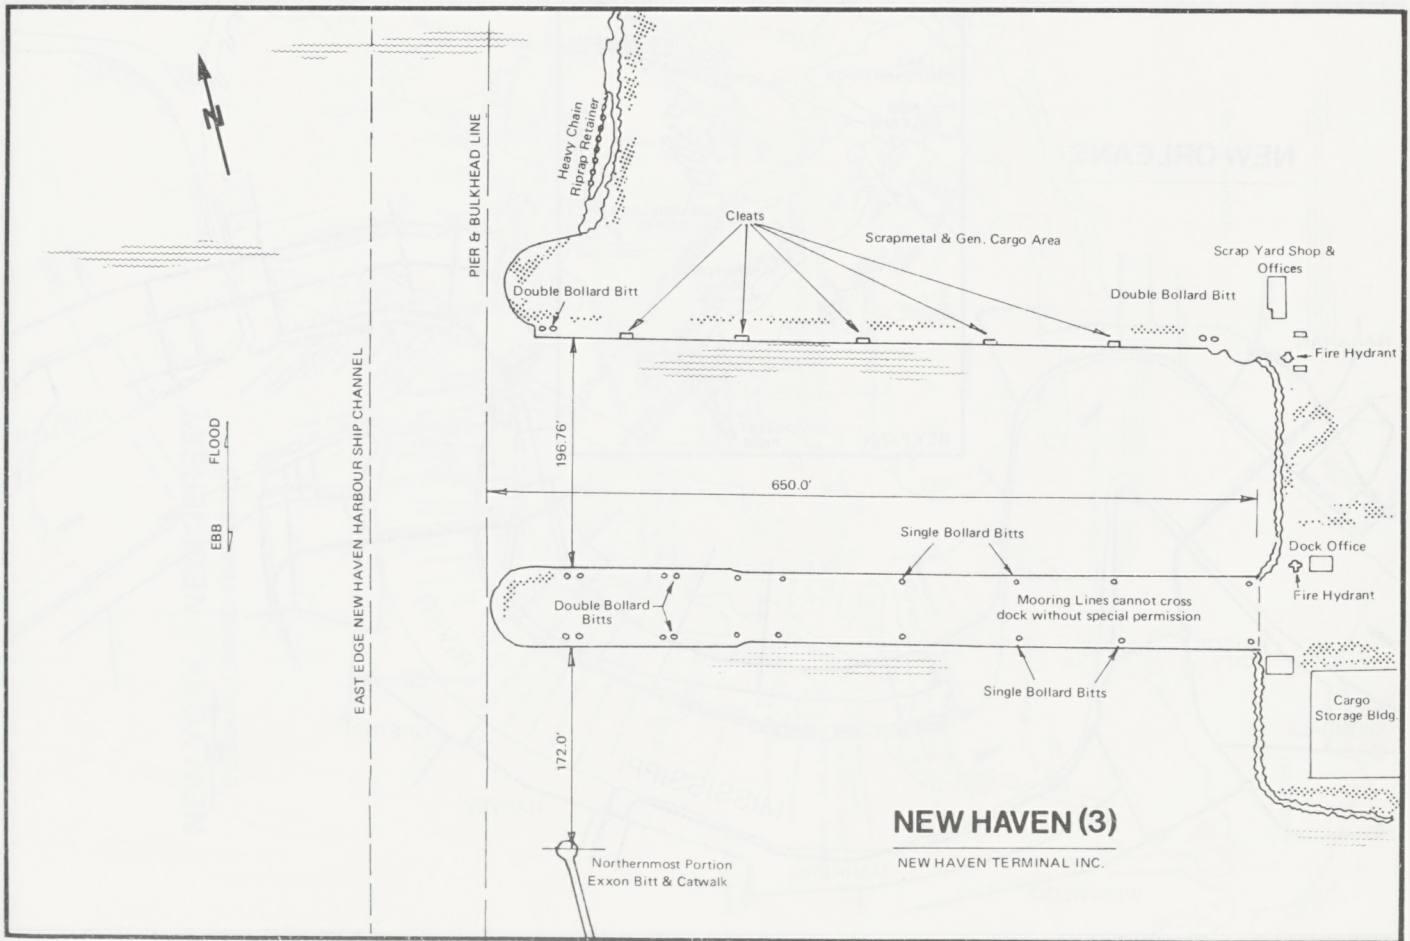 N
PIER & BULKHEAD LINE
Heavy Chain
Riprap Retainer
Cleats
Scrapmetal & Gen. Cargo Area
Scrap Yard Shop &
Offices
Double Bollard Bitt
Double Bollard Bitt
Fire Hydrant
EAST EDGE NEW HAVEN HARBOUR SHIP CHANNEL
FLOOD
EBB
196.76'
650.0'
Single Bollard Bitts
Dock Office
Fire Hydrant
Double Bollard
Bitts
Mooring Lines cannot cross
dock without special permission
Single Bollard Bitts
Cargo
Storage Bldg.
172.0'
NEW HAVEN (3)
NEW HAVEN TERMINAL INC.
Northernmost Portion
Exxon Bitt & Catwalk
NEW ORLEANS